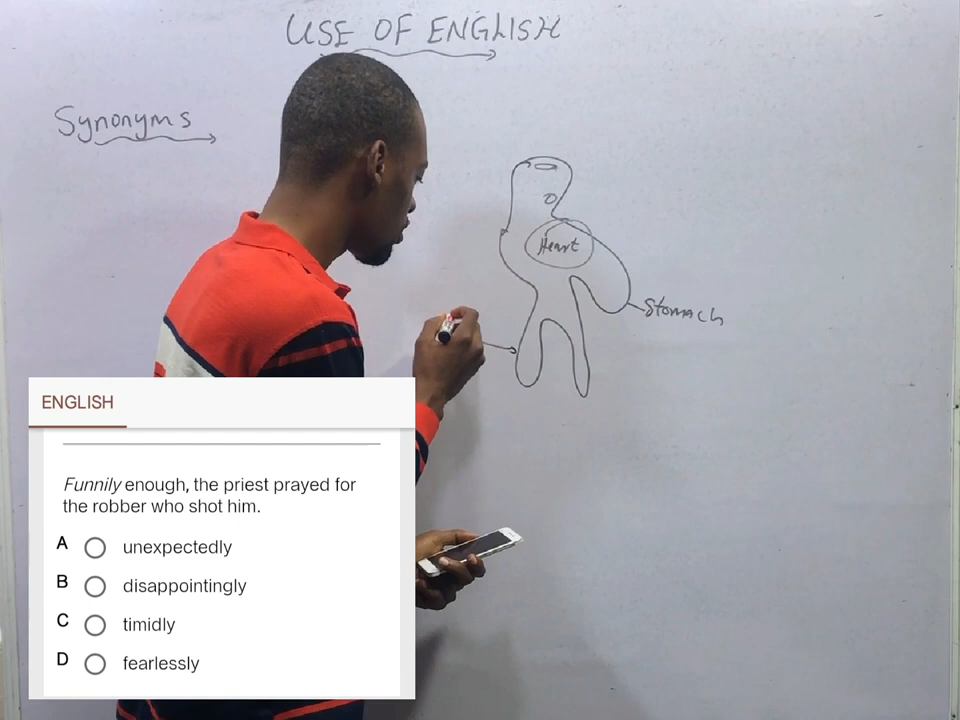 USE OF ENGLISH
Synonyms
Heart
Stomach
ENGLISH
Funnily enough, the priest prayed for
the robber who shot him.
A unexpectedly
B disappointingly
C timidly
D fearlessly